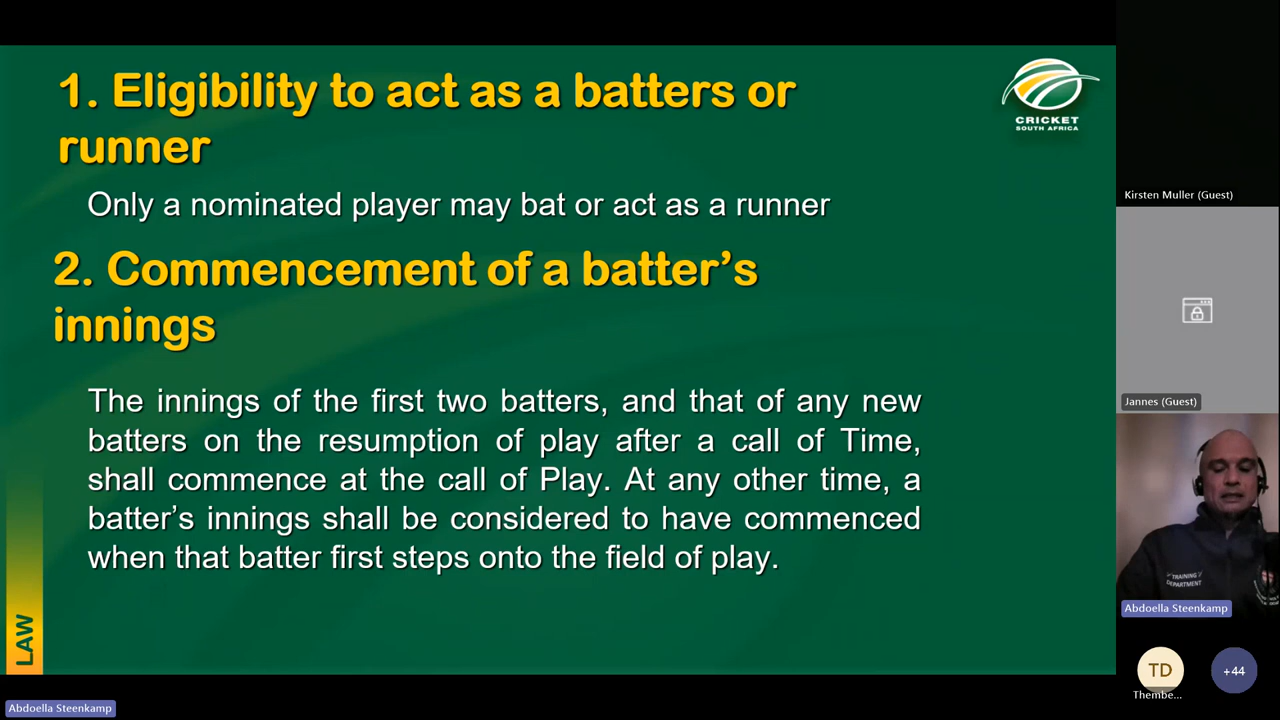 1. Eligibility to act as a batters or
runner
CRICKET
SOUTH AFRICA
Only a nominated player may bat or act as a runner
2. Commencement of a batter’s
innings
The innings of the first two batters, and that of any new
batters on the resumption of play after a call of Time,
shall commence at the call of Play. At any other time, a
batter’s innings shall be considered to have commenced
when that batter first steps onto the field of play.
LAW
Abdoella Steenkamp
Kirsten Muller (Guest)
Jannes (Guest)
TRAINING
DEPARTMENT
Abdoella Steenkamp
TD
+44
Thembe...